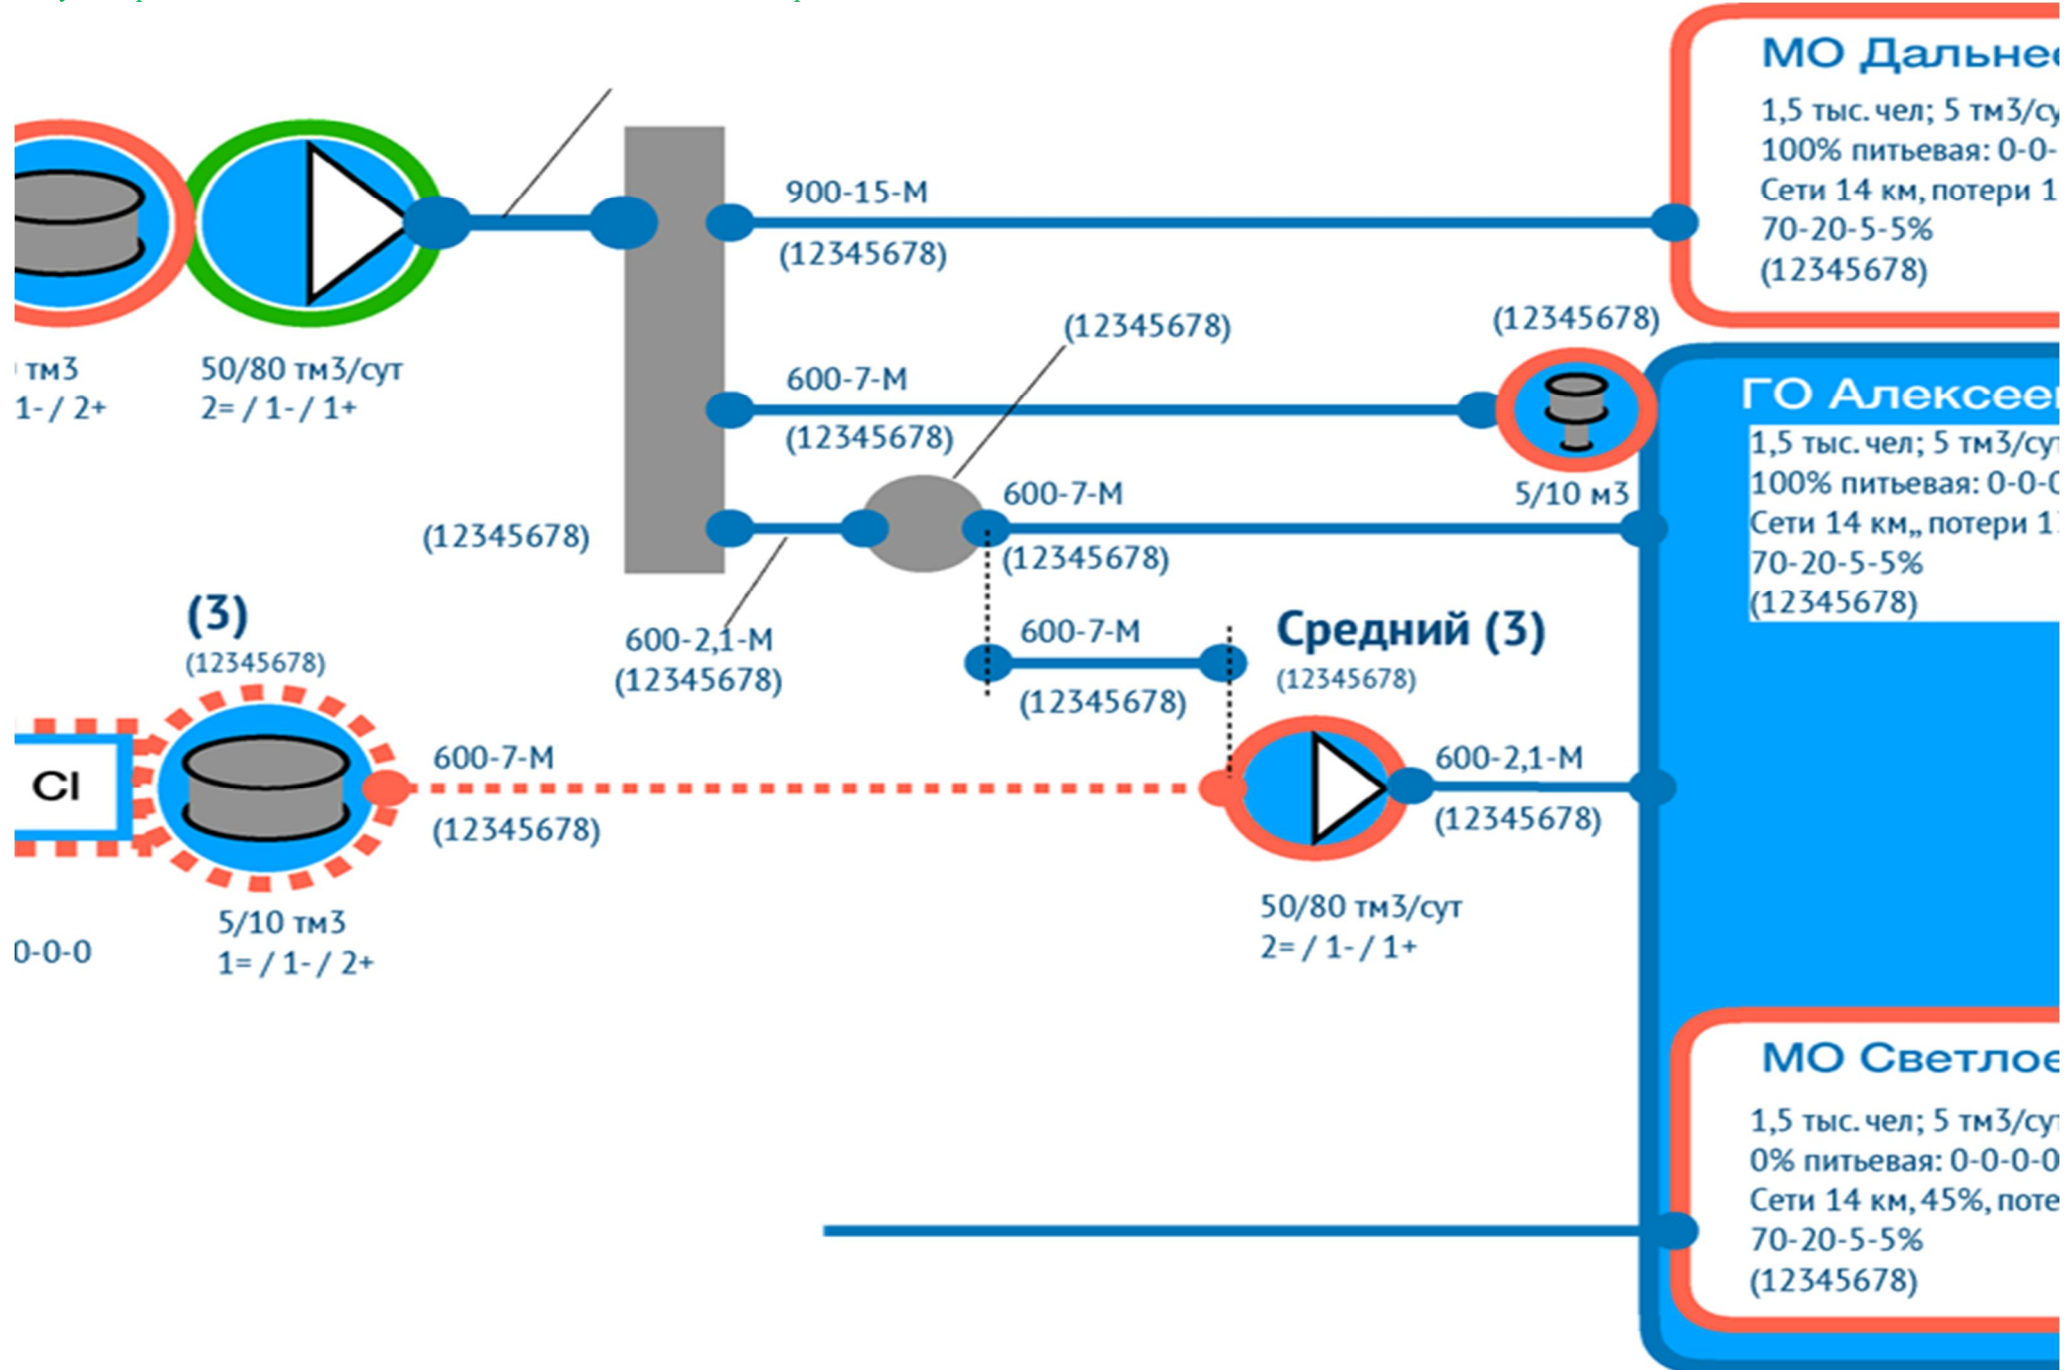 МО Дальнее
1,5 тыс. чел; 5 тм3/су
100% питьевая: 0-0-
Сети 14 км, потери 1
70-20-5-5%
(12345678)
900-15-М
(12345678)
тм3
1- / 2+
50/80 тм3/сут
2= / 1- / 1+
(12345678)
(12345678)
600-7-М
(12345678)
5/10 м3
ГО Алексее
1,5 тыс. чел; 5 тм3/сут
100% питьевая: 0-0-0
Сети 14 км,, потери 1
70-20-5-5%
(12345678)
600-7-М
(12345678)
(12345678)
600-2,1-М
(12345678)
600-7-М
(12345678)
Средний (3)
(12345678)
(3)
(12345678)
CI
600-7-М
(12345678)
600-2,1-М
(12345678)
5/10 тм3
1= / 1- / 2+
0-0-0
50/80 тм3/сут
2= / 1- / 1+
МО Светлое
1,5 тыс. чел; 5 тм3/сут
0% питьевая: 0-0-0-0
Сети 14 км, 45%, поте
70-20-5-5%
(12345678)